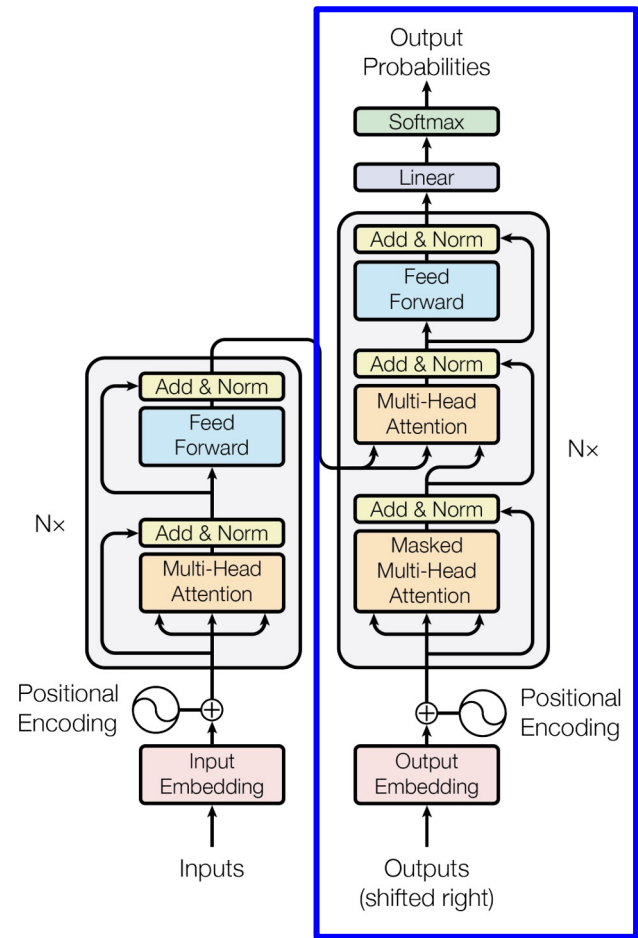 Output
Probabilities
Softmax
Linear
Add & Norm
Feed
Forward
Add & Norm
Multi-Head
Attention
Add & Norm
Masked
Multi-Head
Attention
N×
Positional
Encoding
Output
Embedding
Outputs
(shifted right)
Add & Norm
Feed
Forward
N×
Add & Norm
Multi-Head
Attention
Positional
Encoding
Input
Embedding
Inputs